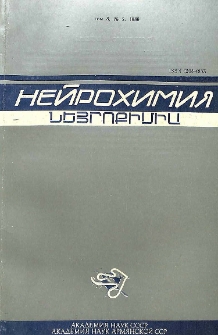 НЕЙРОХИМИЯ
ՆԵՅՐՈՔԻՄԻԱ
АКАДЕМИЯ НАУК СССР
АКАДЕМИЯ НАУК АРМЯНСКОЙ ССР